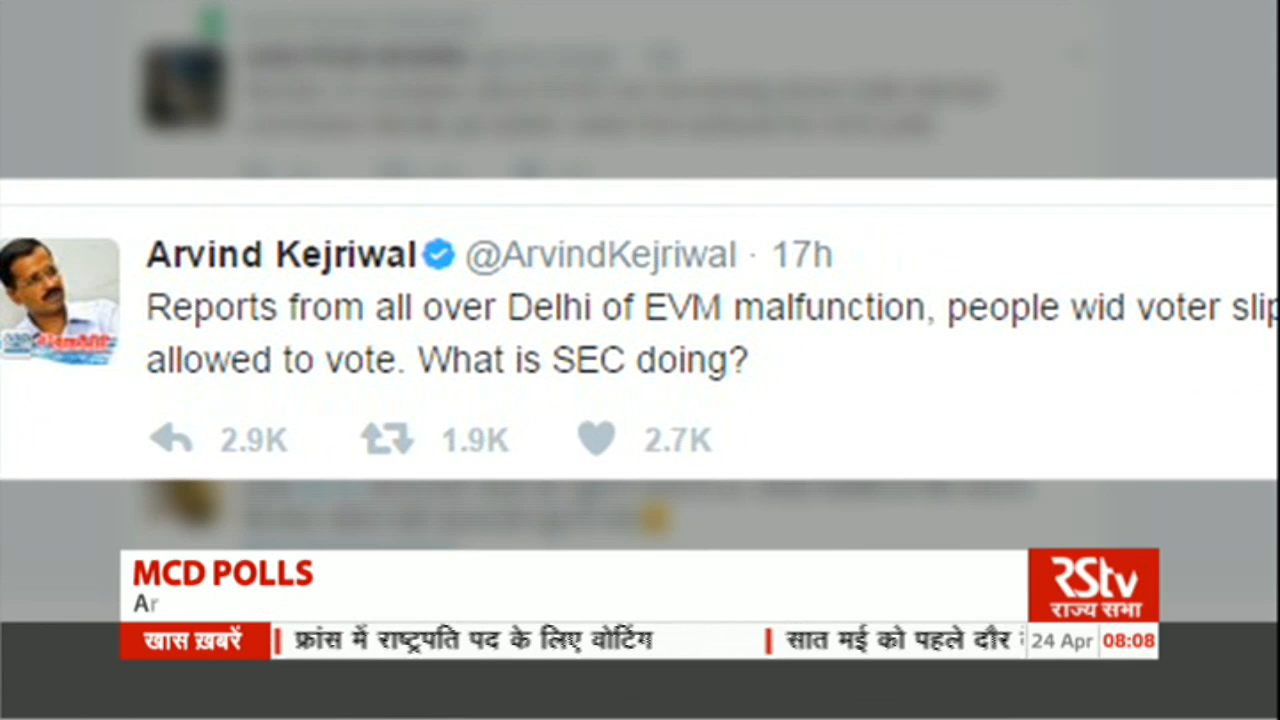 Arvind Kejriwal @ArvindKejriwal · 17h
Reports from all over Delhi of EVM malfunction, people wid voter slip
allowed to vote. What is SEC doing?
2.9K 1.9K 2.7K
MCD POLLS
Ar
RStv
राज्य सभा
खास ख़बरें फ्रांस में राष्ट्रपति पद के लिए वोटिंग सात मई को पहले दौर 24 Apr 08:08